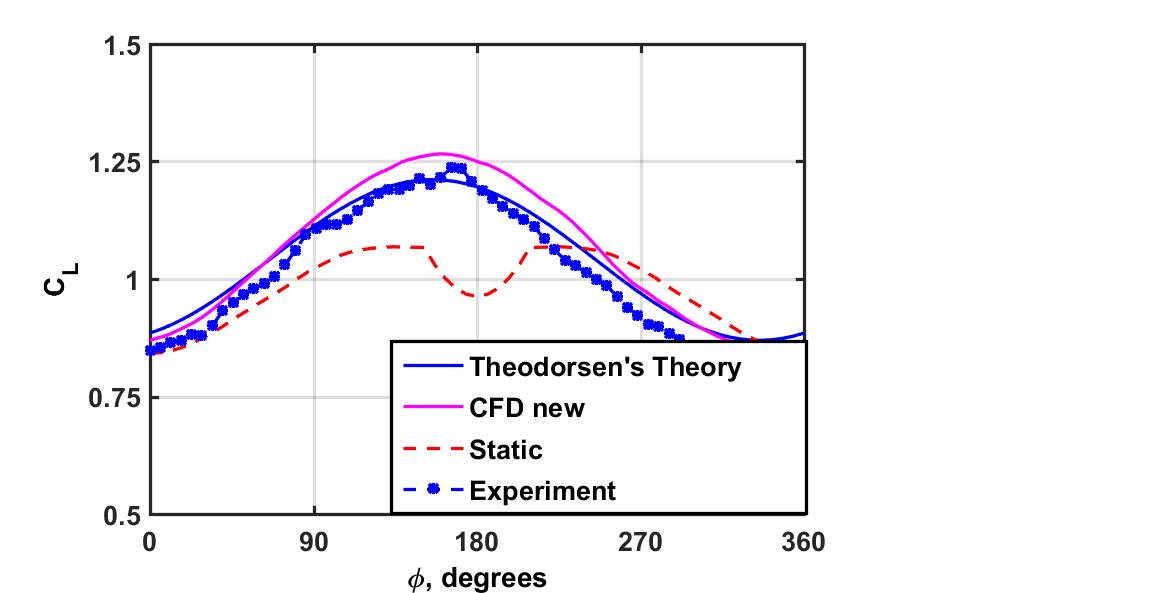 1.5
1.25
1
0.75
0.5
C_L
0
90
180
270
360
ϕ, degrees
Theodorsen's Theory
CFD new
Static
Experiment